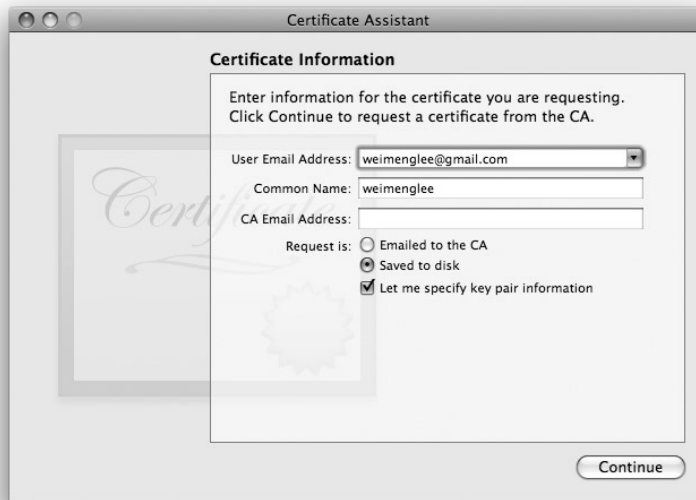 Certificate Assistant
Certificate Information
Enter information for the certificate you are requesting.
Click Continue to request a certificate from the CA.
User Email Address: weimenglee@gmail.com
Common Name: weimenglee
CA Email Address:
Request is: Emailed to the CA
Saved to disk
Let me specify key pair information
Certificate
Continue